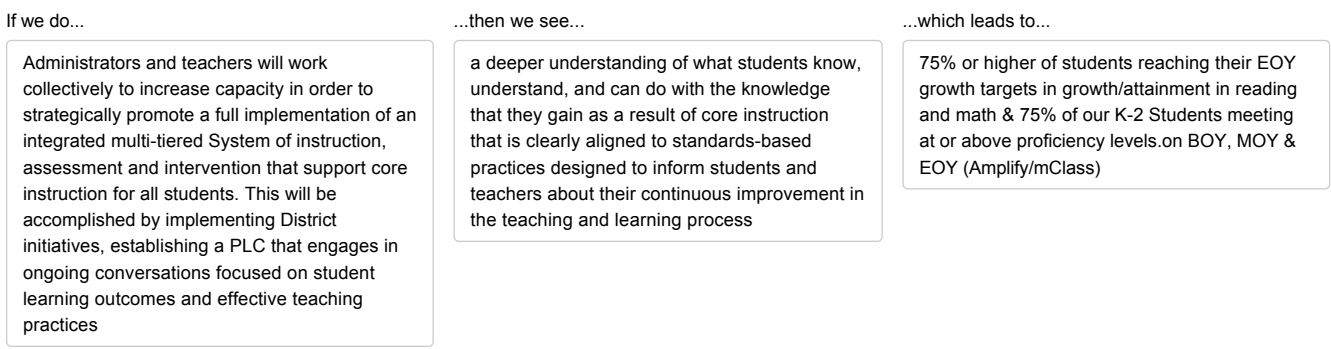 If we do...
Administrators and teachers will work
collectively to increase capacity in order to
strategically promote a full implementation of an
integrated multi-tiered System of instruction,
assessment and intervention that support core
instruction for all students. This will be
accomplished by implementing District
initiatives, establishing a PLC that engages in
ongoing conversations focused on student
learning outcomes and effective teaching
practices
...then we see...
a deeper understanding of what students know,
understand, and can do with the knowledge
that they gain as a result of core instruction
that is clearly aligned to standards-based
practices designed to inform students and
teachers about their continuous improvement in
the teaching and learning process
...which leads to...
75% or higher of students reaching their EOY
growth targets in growth/attainment in reading
and math & 75% of our K-2 Students meeting
at or above proficiency levels.on BOY, MOY &
EOY (Amplify/mClass)